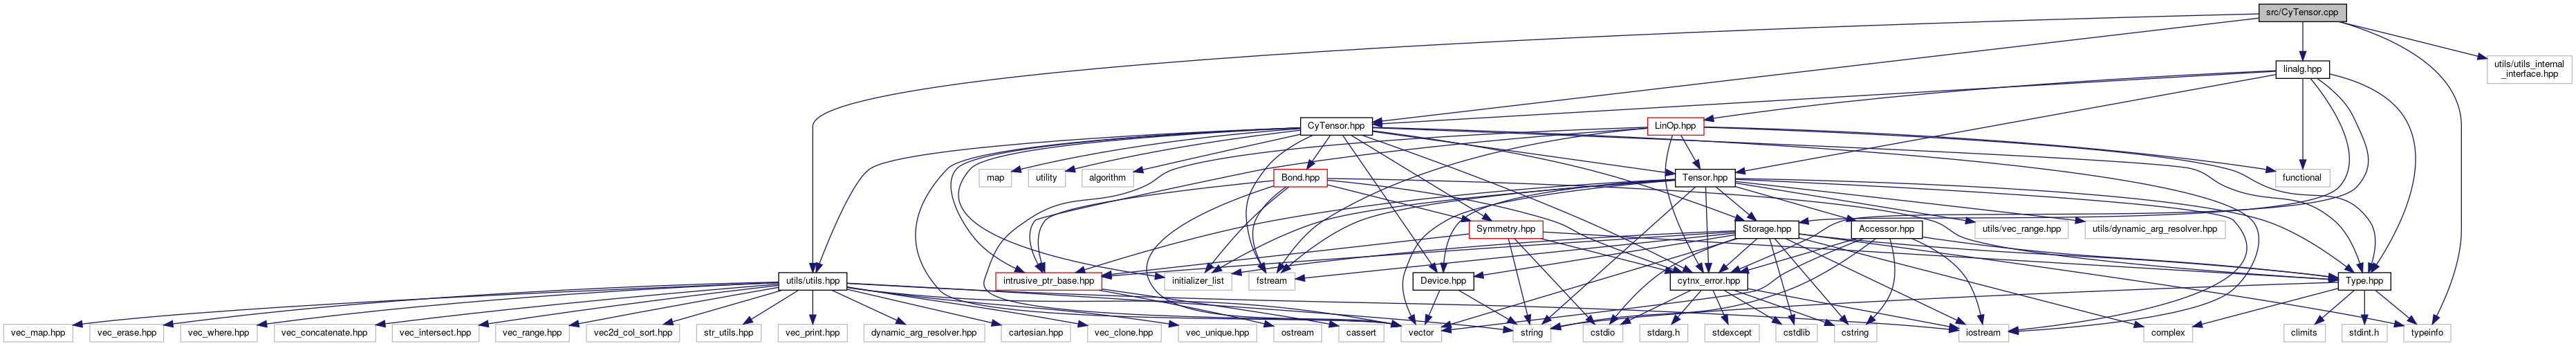 src/CyTensor.cpp
utils/utils_internal
_interface.hpp
linalg.hpp
CyTensor.hpp
LinOp.hpp
map
utility
algorithm
Bond.hpp
Tensor.hpp
functional
Symmetry.hpp
Storage.hpp
Accessor.hpp
utils/vec_range.hpp
utils/dynamic_arg_resolver.hpp
utils/utils.hpp
intrusive_ptr_base.hpp
initializer_list
fstream
Device.hpp
cytnx_error.hpp
Type.hpp
vec_map.hpp
vec_erase.hpp
vec_where.hpp
vec_concatenate.hpp
vec_intersect.hpp
vec_range.hpp
vec2d_col_sort.hpp
str_utils.hpp
vec_print.hpp
dynamic_arg_resolver.hpp
cartesian.hpp
vec_clone.hpp
vec_unique.hpp
ostream
cassert
vector
string
cstdio
stdarg.h
stdexcept
cstdlib
cstring
iostream
complex
climits
stdint.h
typeinfo